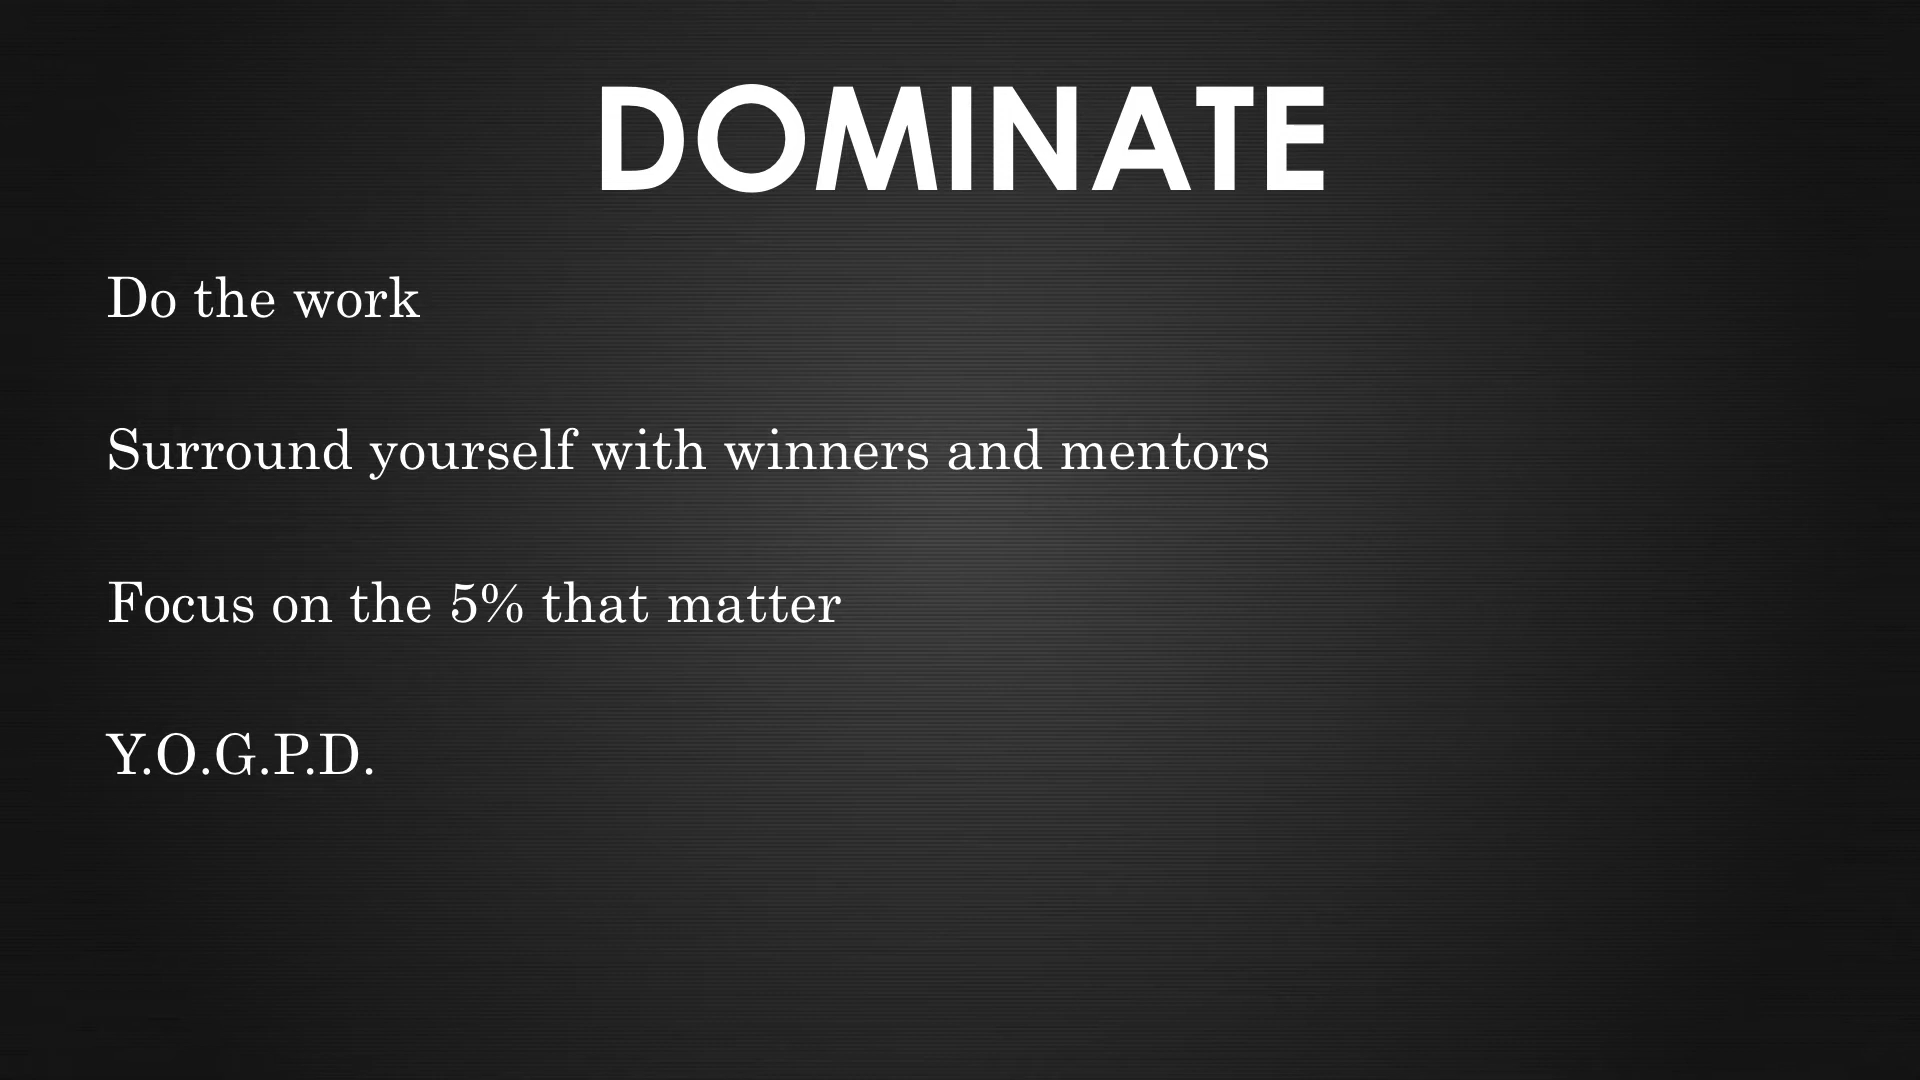 DOMINATE
Do the work
Surround yourself with winners and mentors
Focus on the 5% that matter
Y.O.G.P.D.